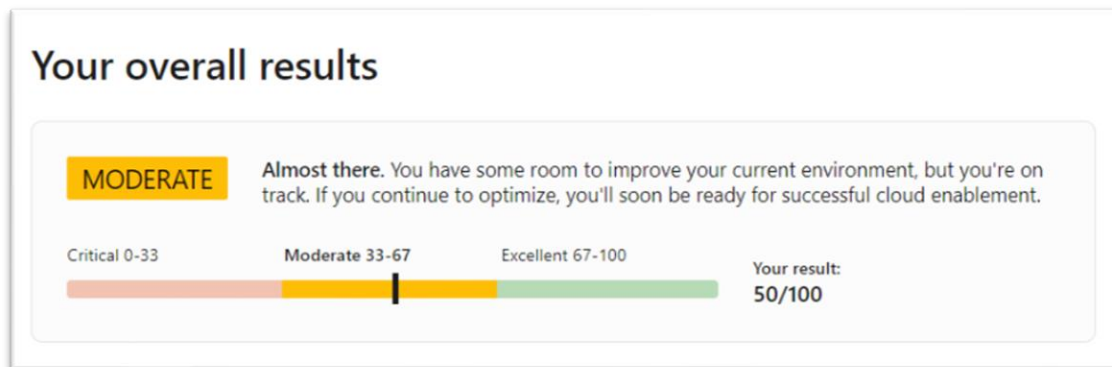 Your overall results
MODERATE
Almost there. You have some room to improve your current environment, but you're on
track. If you continue to optimize, you'll soon be ready for successful cloud enablement.
Critical 0-33
Moderate 33-67
Excellent 67-100
Your result:
50/100